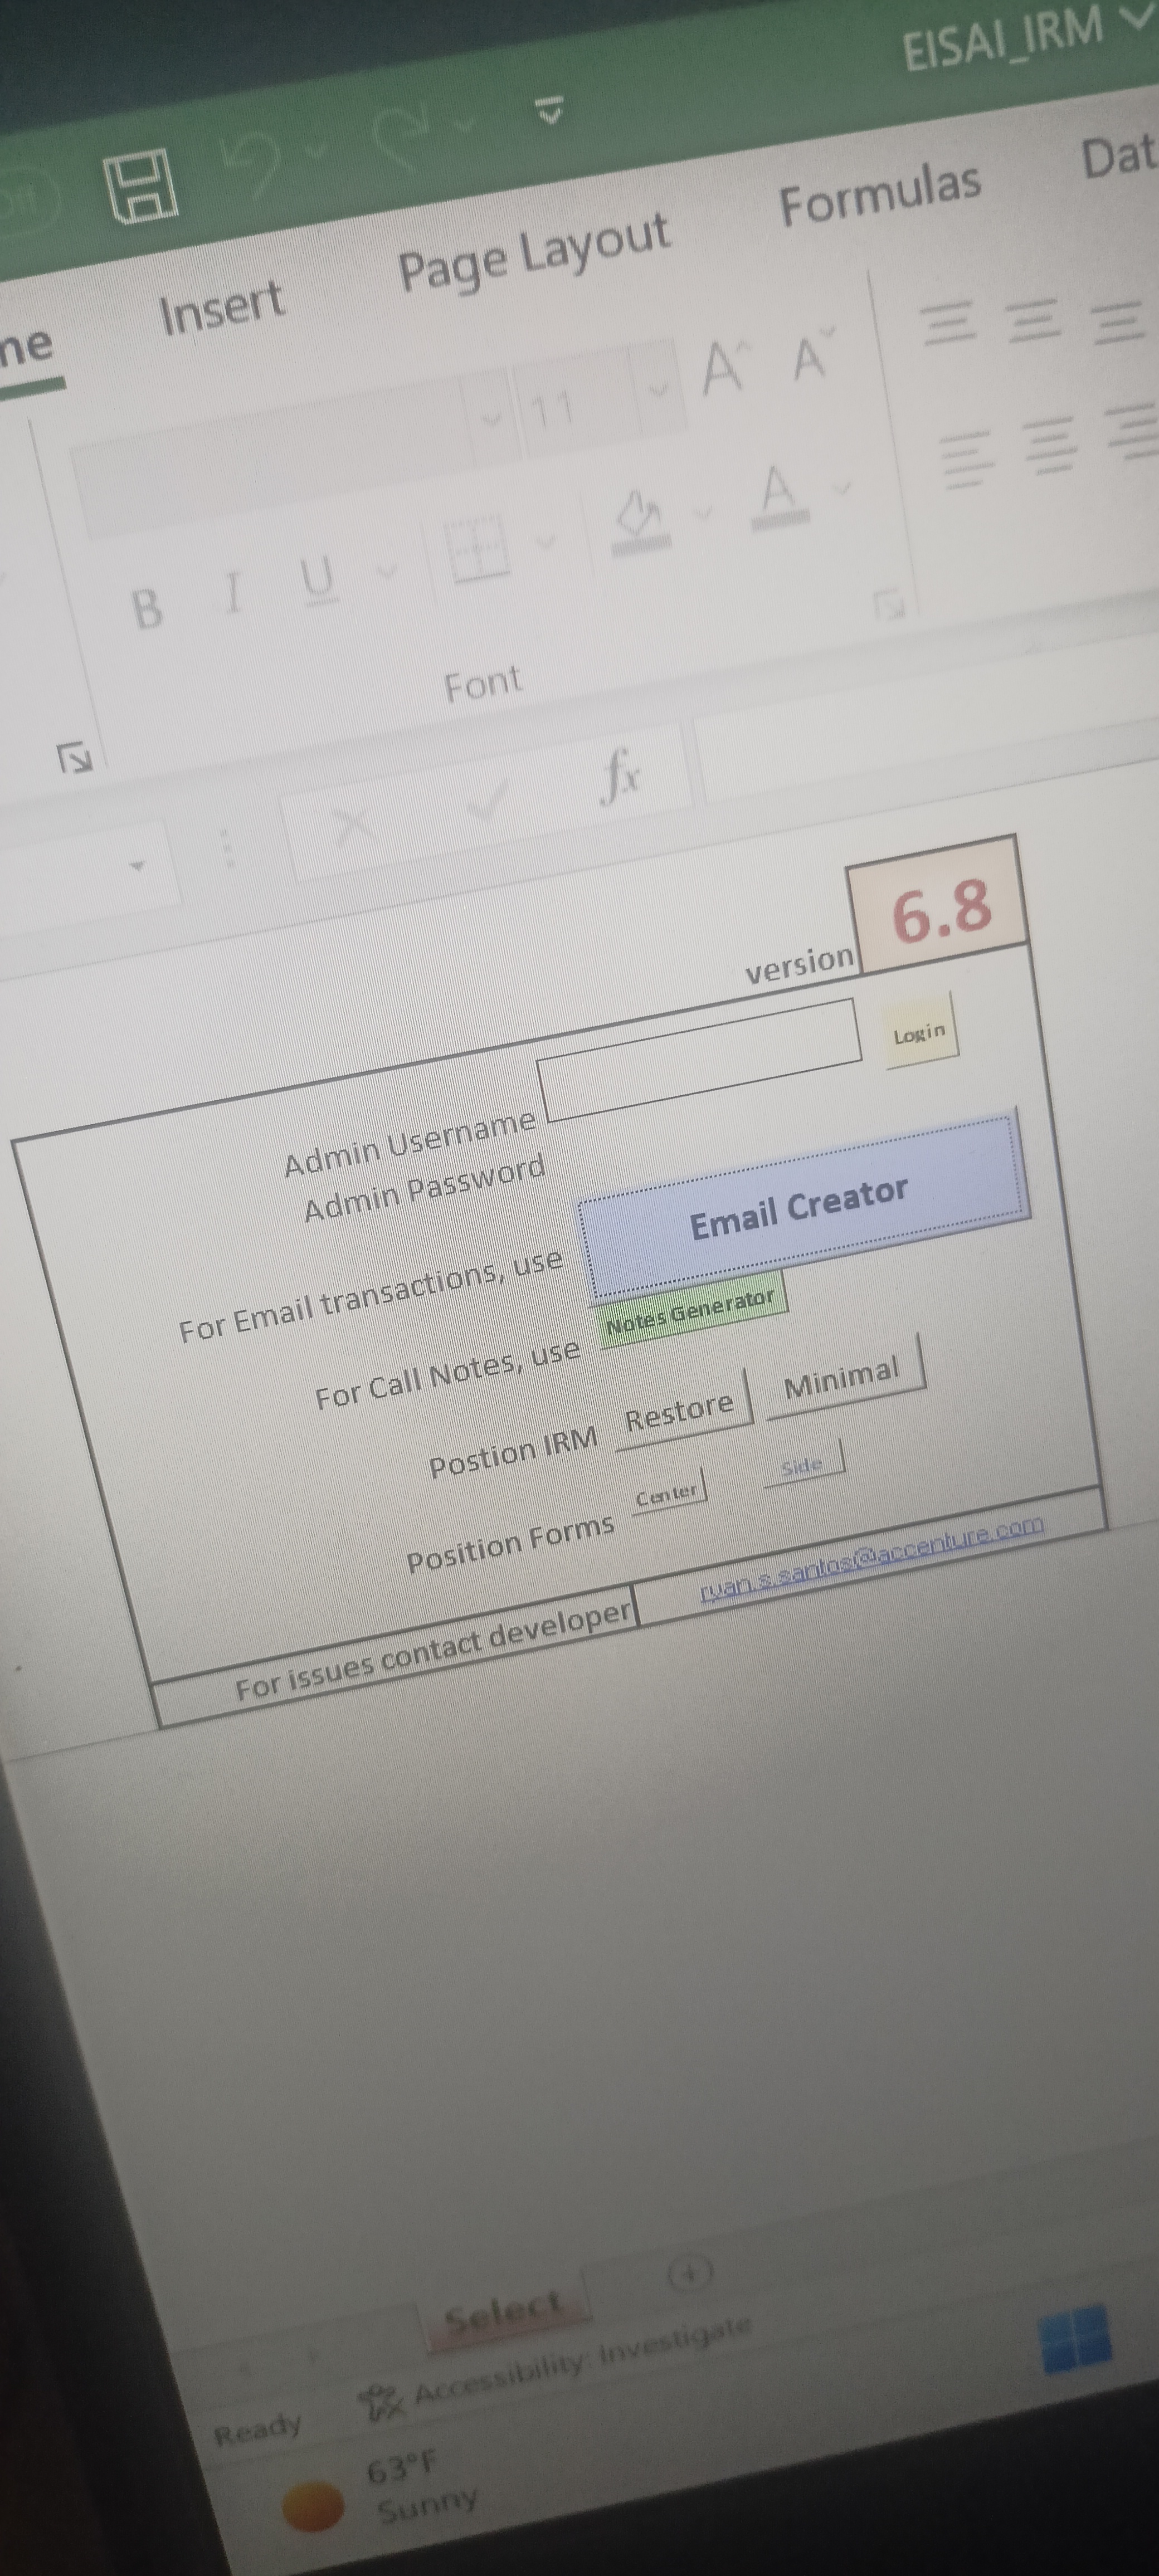 Off
EISAI_IRM
Insert
Page Layout
Formulas
11
A A
B I U
A
Font
fx
version 6.8
Admin Username
Login
Admin Password
For Email transactions, use
Email Creator
For Call Notes, use
Notes Generator
Postion IRM
Restore
Minimal
Position Forms
Center
Side
For issues contact developer
ryan.s.santos@accenture.com
Select
Ready
Accessibility: Investigate
63°F
Sunny